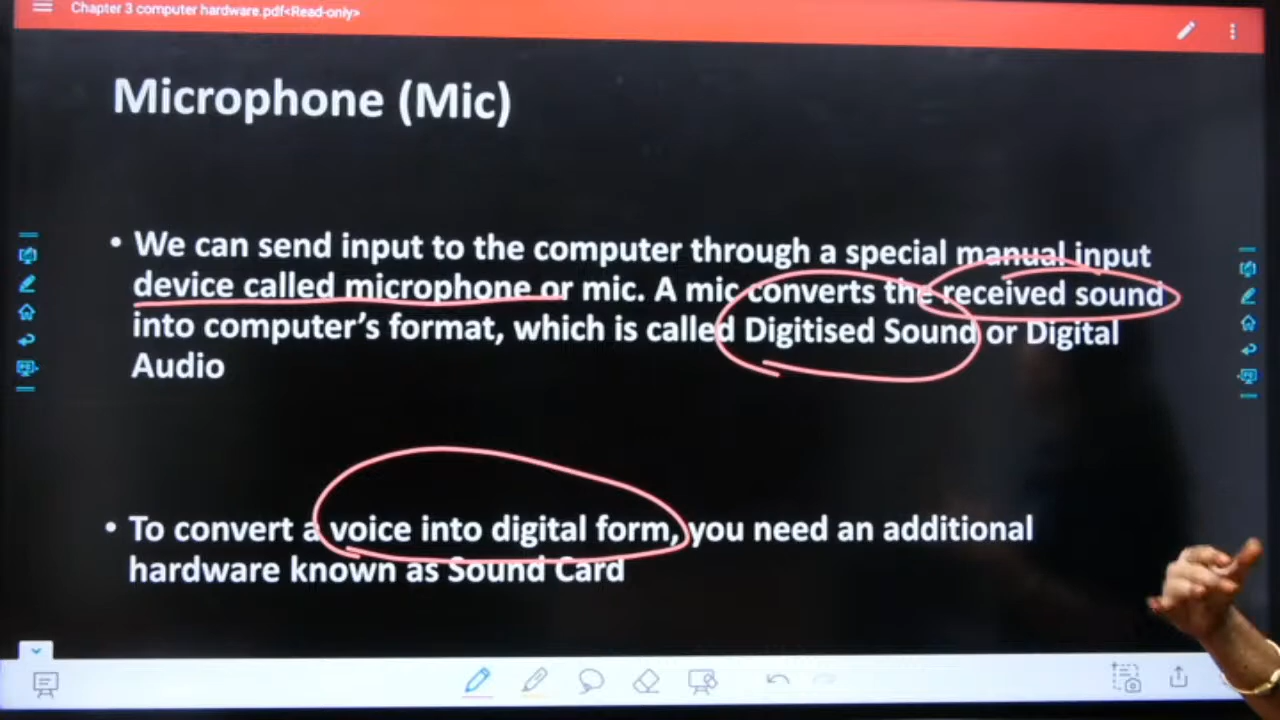 Chapter 3 computer hardware.pdf<Read-only>
Microphone (Mic)
• We can send input to the computer through a special manual input
device called microphone or mic. A mic converts the received sound
into computer's format, which is called Digitised Sound or Digital
Audio
• To convert a voice into digital form, you need an additional
hardware known as Sound Card